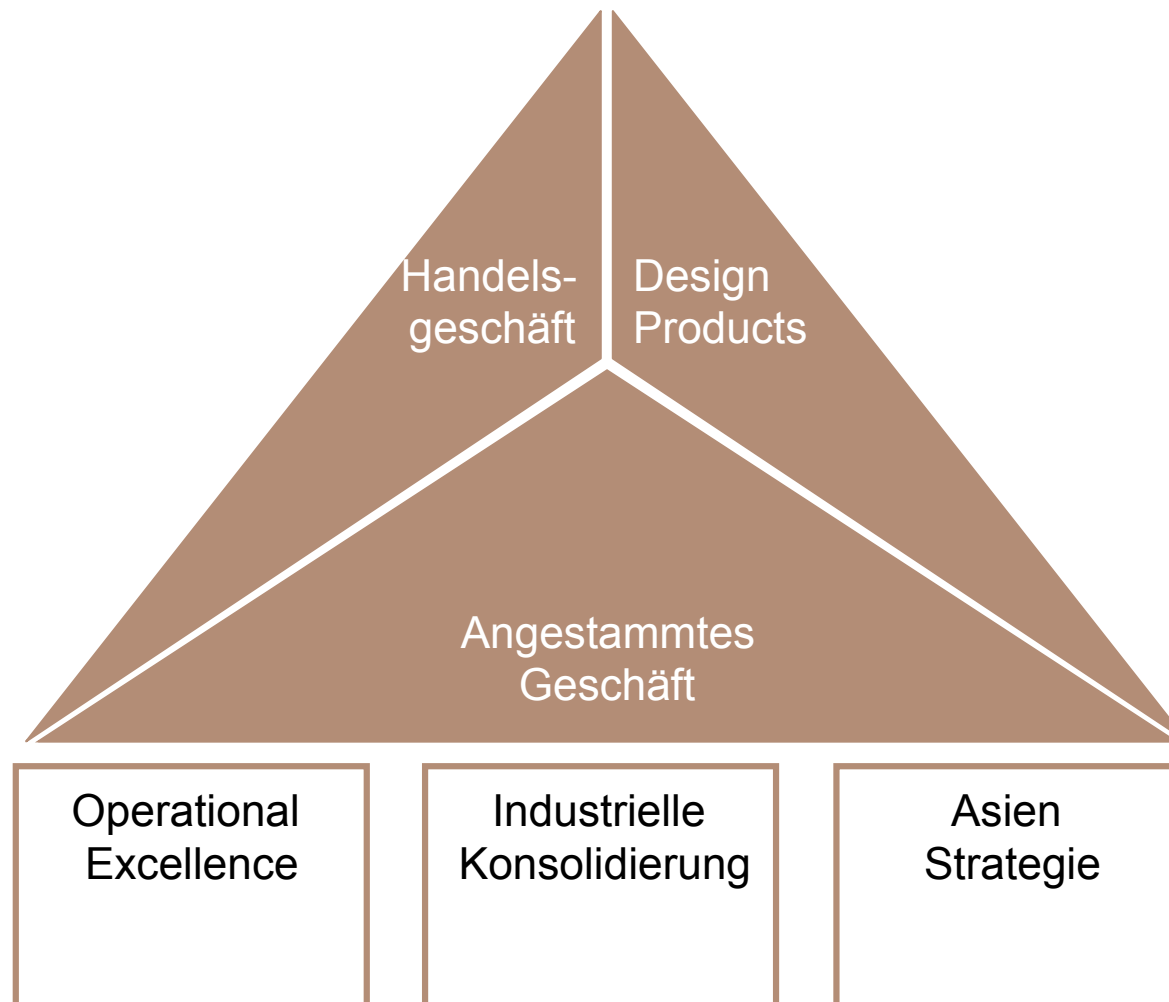 Handels-
geschäft
Design
Products
Angestammtes
Geschäft
Operational
Excellence
Industrielle
Konsolidierung
Asien
Strategie